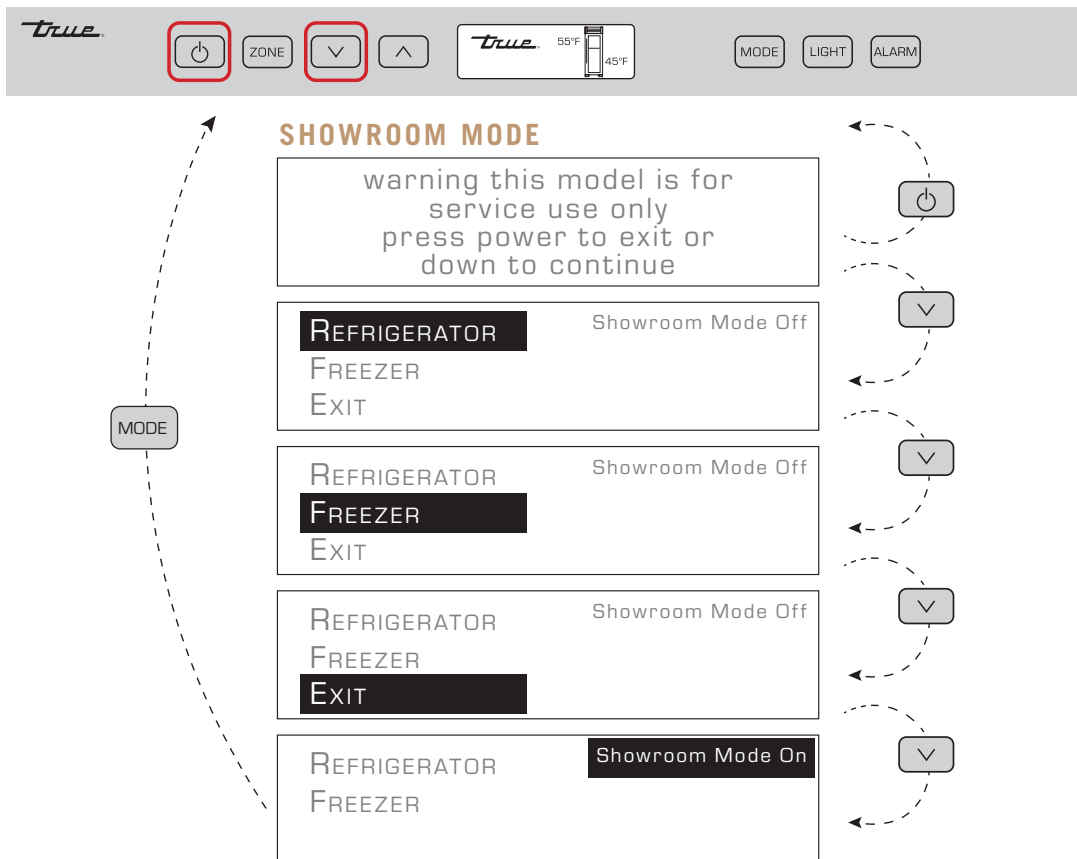 True
ZONE
True 55°F
45°F
MODE
LIGHT
ALARM
SHOWROOM MODE
warning this model is for
service use only
press power to exit or
down to continue
REFRIGERATOR Showroom Mode Off
FREEZER
EXIT
MODE
REFRIGERATOR Showroom Mode Off
FREEZER
EXIT
REFRIGERATOR Showroom Mode Off
FREEZER
EXIT
REFRIGERATOR Showroom Mode On
FREEZER